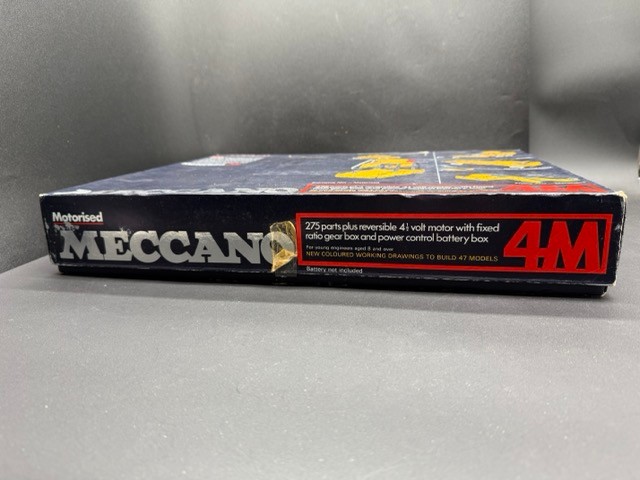 MECCANO
Motorised
MECCANO
275 parts plus reversible 4½ volt motor with fixed
ratio gear box and power control battery box
For young engineers aged 8 and over
NEW COLOURED WORKING DRAWINGS TO BUILD 47 MODELS
4M
Battery not included